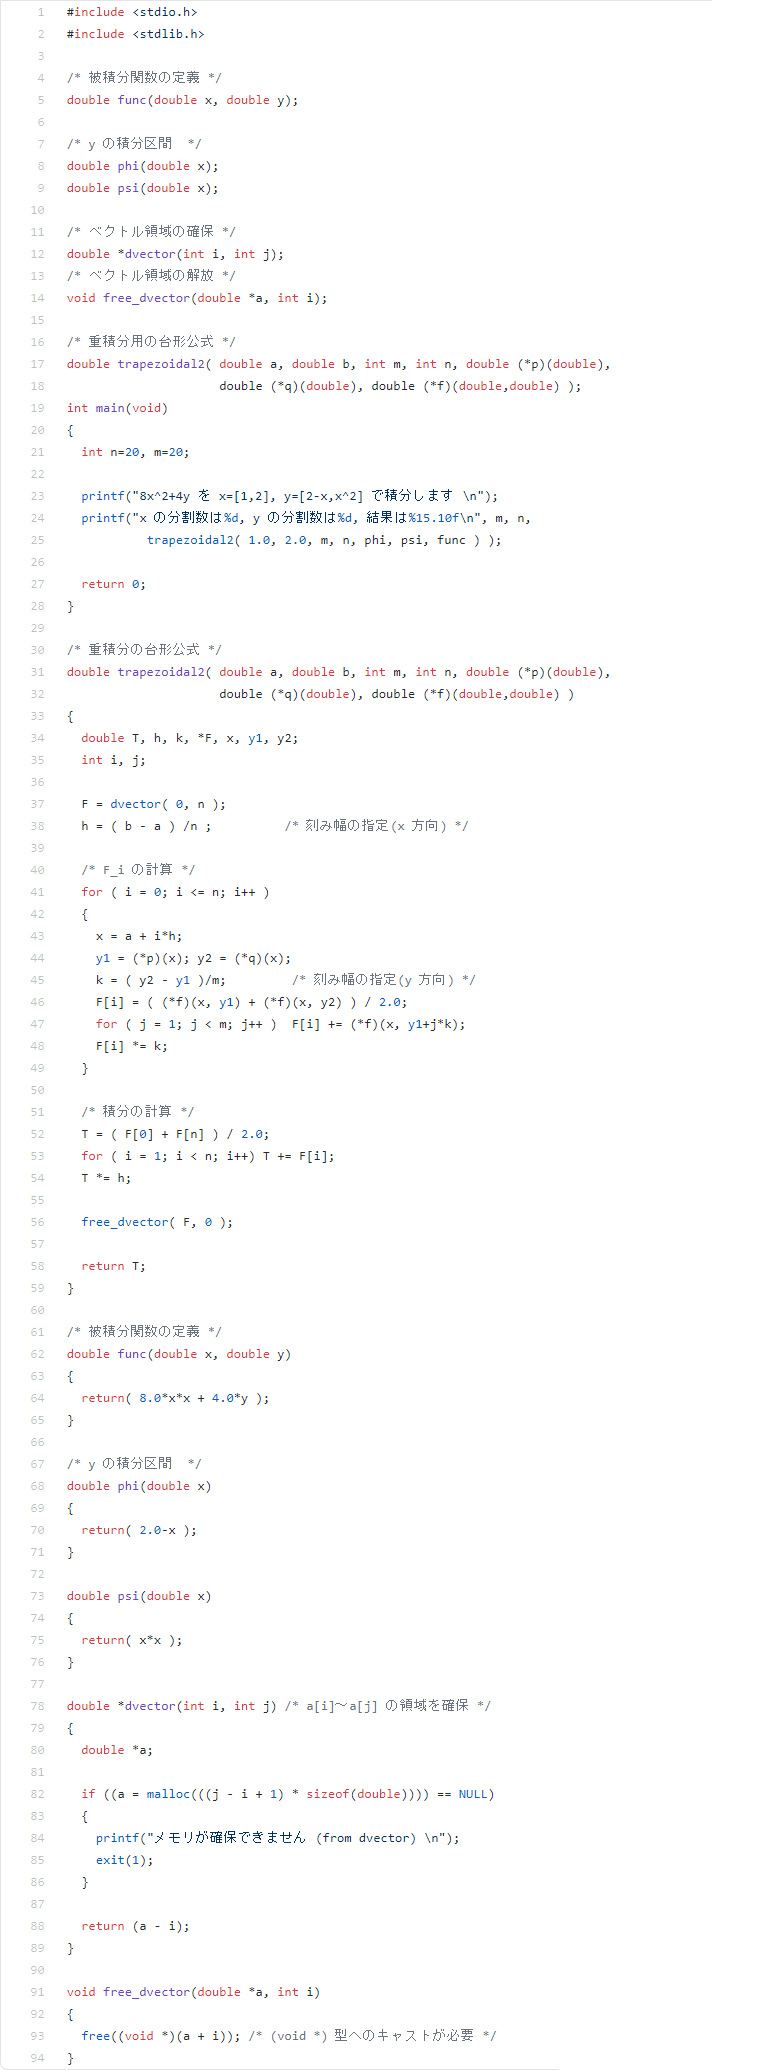 1 #include <stdio.h>
2 #include <stdlib.h>
3
4 /* 被積分関数の定義 */
5 double func(double x, double y);
6
7 /* y の積分区間  */
8 double phi(double x);
9 double psi(double x);
10
11 /* ベクトル領域の確保 */
12 double *dvector(int i, int j);
13 /* ベクトル領域の解放 */
14 void free_dvector(double *a, int i);
15
16 /* 重積分用の台形公式 */
17 double trapezoidal2( double a, double b, int m, int n, double (*p)(double),
18                      double (*q)(double), double (*f)(double,double) );
19 int main(void)
20 {
21   int n=20, m=20;
22
23   printf("8x^2+4y を x=[1,2], y=[2-x,x^2] で積分します \n");
24   printf("x の分割数は%d, y の分割数は%d, 結果は%15.10f\n", m, n,
25            trapezoidal2( 1.0, 2.0, m, n, phi, psi, func ) );
26
27   return 0;
28 }
29
30 /* 重積分の台形公式 */
31 double trapezoidal2( double a, double b, int m, int n, double (*p)(double),
32                      double (*q)(double), double (*f)(double,double) )
33 {
34   double T, h, k, *F, x, y1, y2;
35   int i, j;
36
37   F = dvector( 0, n );
38   h = ( b - a ) /n ;          /* 刻み幅の指定(x 方向) */
39
40   /* F_i の計算 */
41   for ( i = 0; i <= n; i++ )
42   {
43     x = a + i*h;
44     y1 = (*p)(x); y2 = (*q)(x);
45     k = ( y2 - y1 )/m;         /* 刻み幅の指定(y 方向) */
46     F[i] = ( (*f)(x, y1) + (*f)(x, y2) ) / 2.0;
47     for ( j = 1; j < m; j++ )  F[i] += (*f)(x, y1+j*k);
48     F[i] *= k;
49   }
50
51   /* 積分の計算 */
52   T = ( F[0] + F[n] ) / 2.0;
53   for ( i = 1; i < n; i++) T += F[i];
54   T *= h;
55
56   free_dvector( F, 0 );
57
58   return T;
59 }
60
61 /* 被積分関数の定義 */
62 double func(double x, double y)
63 {
64   return( 8.0*x*x + 4.0*y );
65 }
66
67 /* y の積分区間  */
68 double phi(double x)
69 {
70   return( 2.0-x );
71 }
72
73 double psi(double x)
74 {
75   return( x*x );
76 }
77
78 double *dvector(int i, int j) /* a[i]～a[j] の領域を確保 */
79 {
80   double *a;
81
82   if ((a = malloc(((j - i + 1) * sizeof(double)))) == NULL)
83   {
84     printf("メモリが確保できません (from dvector) \n");
85     exit(1);
86   }
87
88   return (a - i);
89 }
90
91 void free_dvector(double *a, int i)
92 {
93   free((void *)(a + i)); /* (void *) 型へのキャストが必要 */
94 }